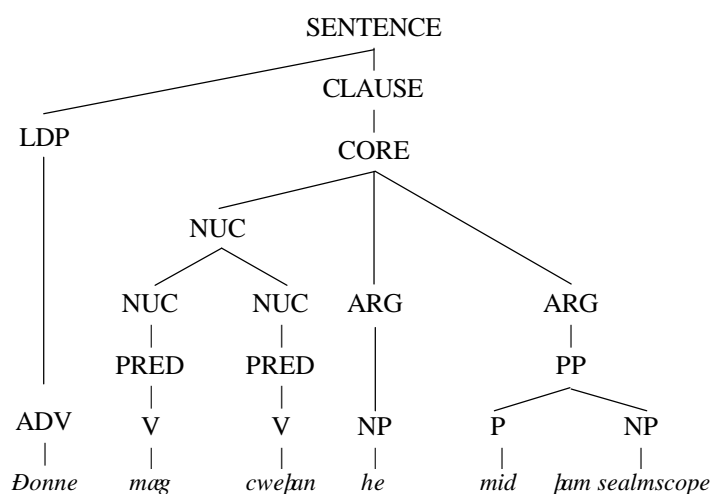 SENTENCE
CLAUSE
LDP
CORE
NUC
NUC NUC ARG ARG
PRED PRED PP
ADV V V NP P NP
Ðonne mæg cweþan he mid þam sealmscope